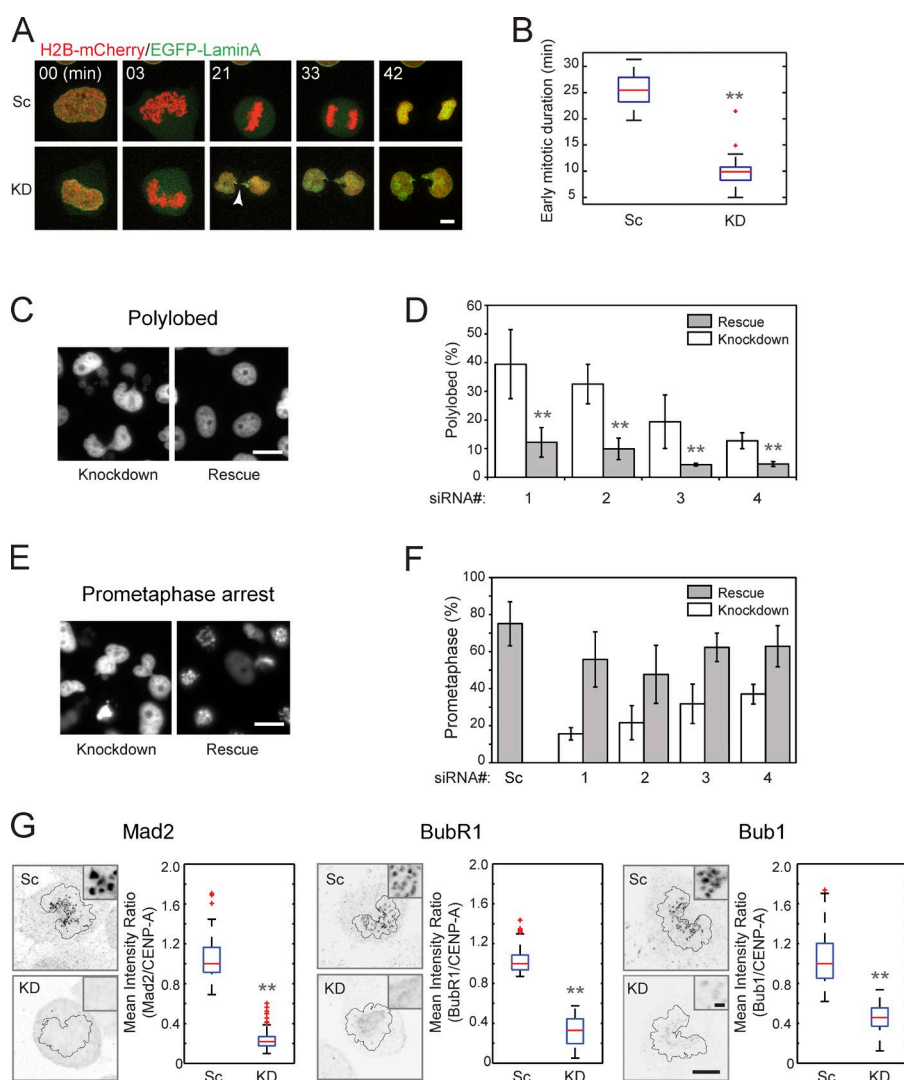 A
H2B-mCherry/EGFP-LaminA
00 (min) 03 21 33 42
Sc
KD
B
Early mitotic duration (min)
30
25
20
15
10
5
**
Sc KD
C
Polylobed
Knockdown Rescue
D
Polylobed (%)
60
50
40
30
20
10
0
Rescue
Knockdown
** ** ** **
siRNA#: 1 2 3 4
E
Prometaphase arrest
Knockdown Rescue
F
Prometaphase (%)
100
80
60
40
20
0
Rescue
Knockdown
siRNA#: Sc 1 2 3 4
G
Mad2
Sc
KD
Mean Intensity Ratio
(Mad2/CENP-A)
2.0
1.6
1.2
0.8
0.4
0
**
Sc KD
BubR1
Sc
KD
Mean Intensity Ratio
(BubR1/CENP-A)
2.0
1.6
1.2
0.8
0.4
0
**
Sc KD
Bub1
Sc
KD
Mean Intensity Ratio
(Bub1/CENP-A)
2.0
1.6
1.2
0.8
0.4
0
**
Sc KD